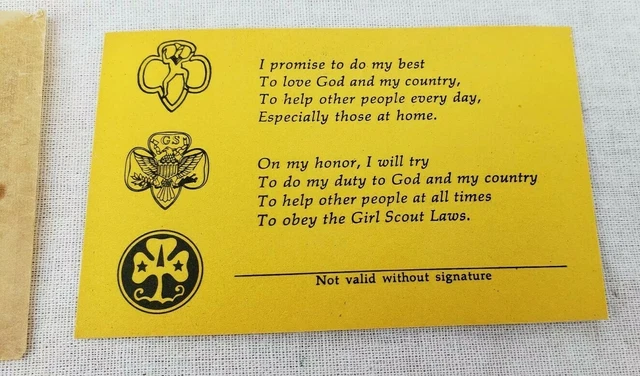 I promise to do my best
To love God and my country,
To help other people every day,
Especially those at home.
GS
On my honor, I will try
To do my duty to God and my country
To help other people at all times
To obey the Girl Scout Laws.
Not valid without signature